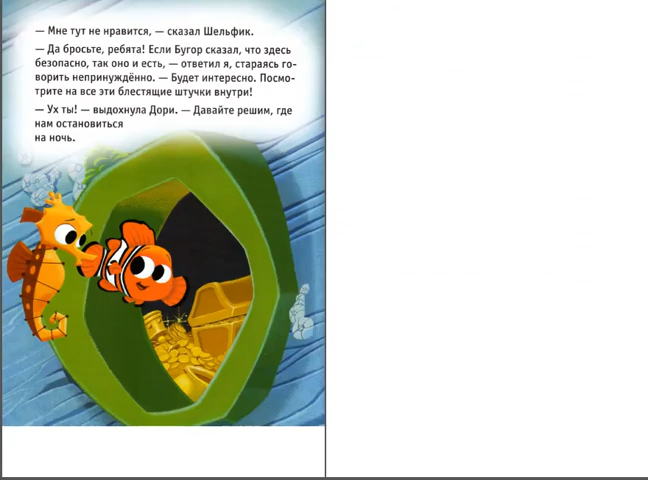 — Мне тут не нравится, — сказал Шельфик.
— Да бросьте, ребята! Если Бугор сказал, что здесь
безопасно, так оно и есть, — ответил я, стараясь го-
ворить непринуждённо. — Будет интересно. Посмо-
трите на все эти блестящие штучки внутри!
— Ух ты! — выдохнула Дори. — Давайте решим, где
нам остановиться
на ночь.